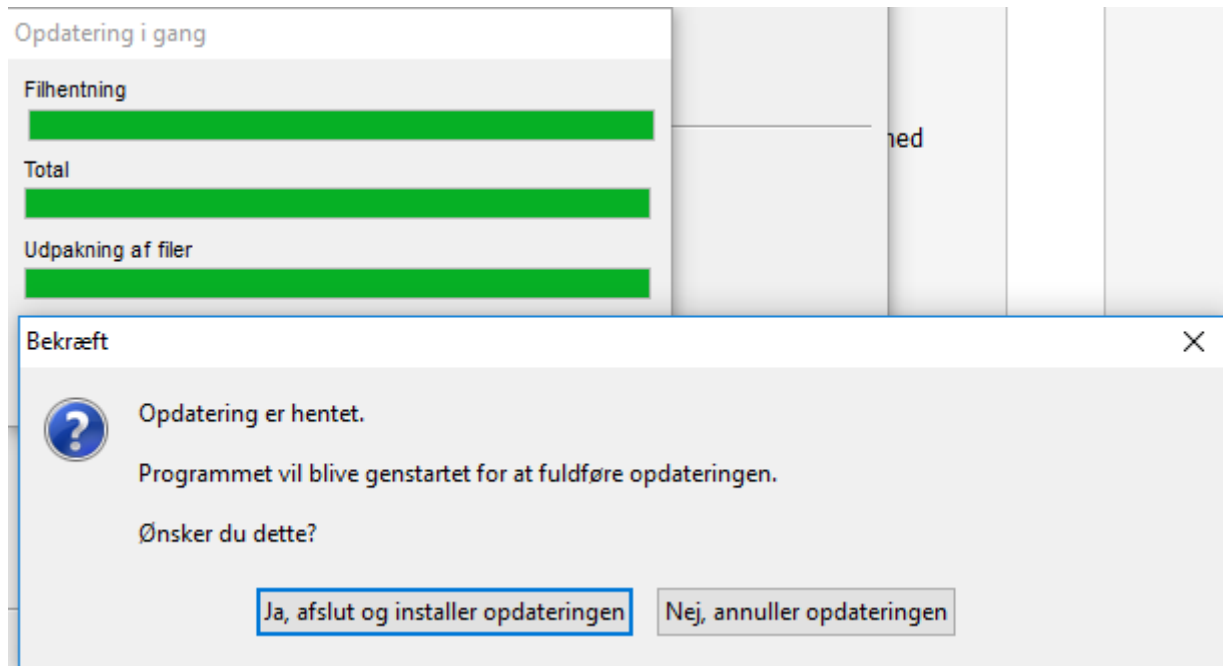 Opdatering i gang
Filhentning
Total
Udpakning af filer
Bekræft
Opdatering er hentet.
Programmet vil blive genstartet for at fuldføre opdateringen.
Ønsker du dette?
Ja, afslut og installer opdateringen
Nej, annuller opdateringen